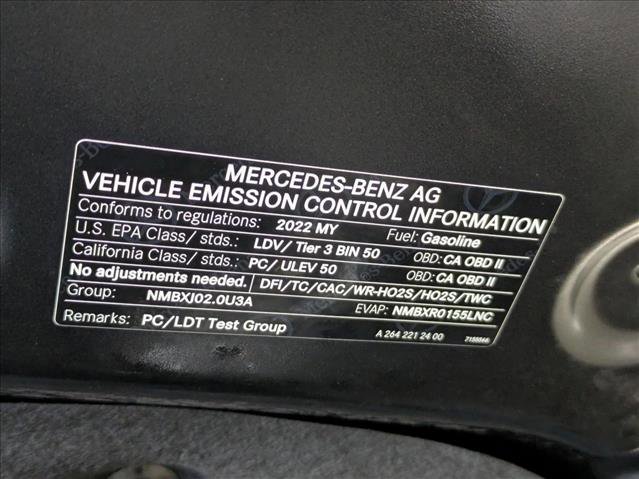 MERCEDES-BENZ AG
VEHICLE EMISSION CONTROL INFORMATION
Conforms to regulations: 2022 MY Fuel: Gasoline
U.S. EPA Class/ stds.: LDV/ Tier 3 BIN 50 OBD: CA OBD II
California Class/ stds.: PC/ ULEV 50 OBD: CA OBD II
No adjustments needed. DFI/TC/CAC/WR-HO2S/HO2S/TWC
Group: NMBXJ02.0U3A EVAP: NMBXR0155LNC
Remarks: PC/LDT Test Group A 264 221 24 00